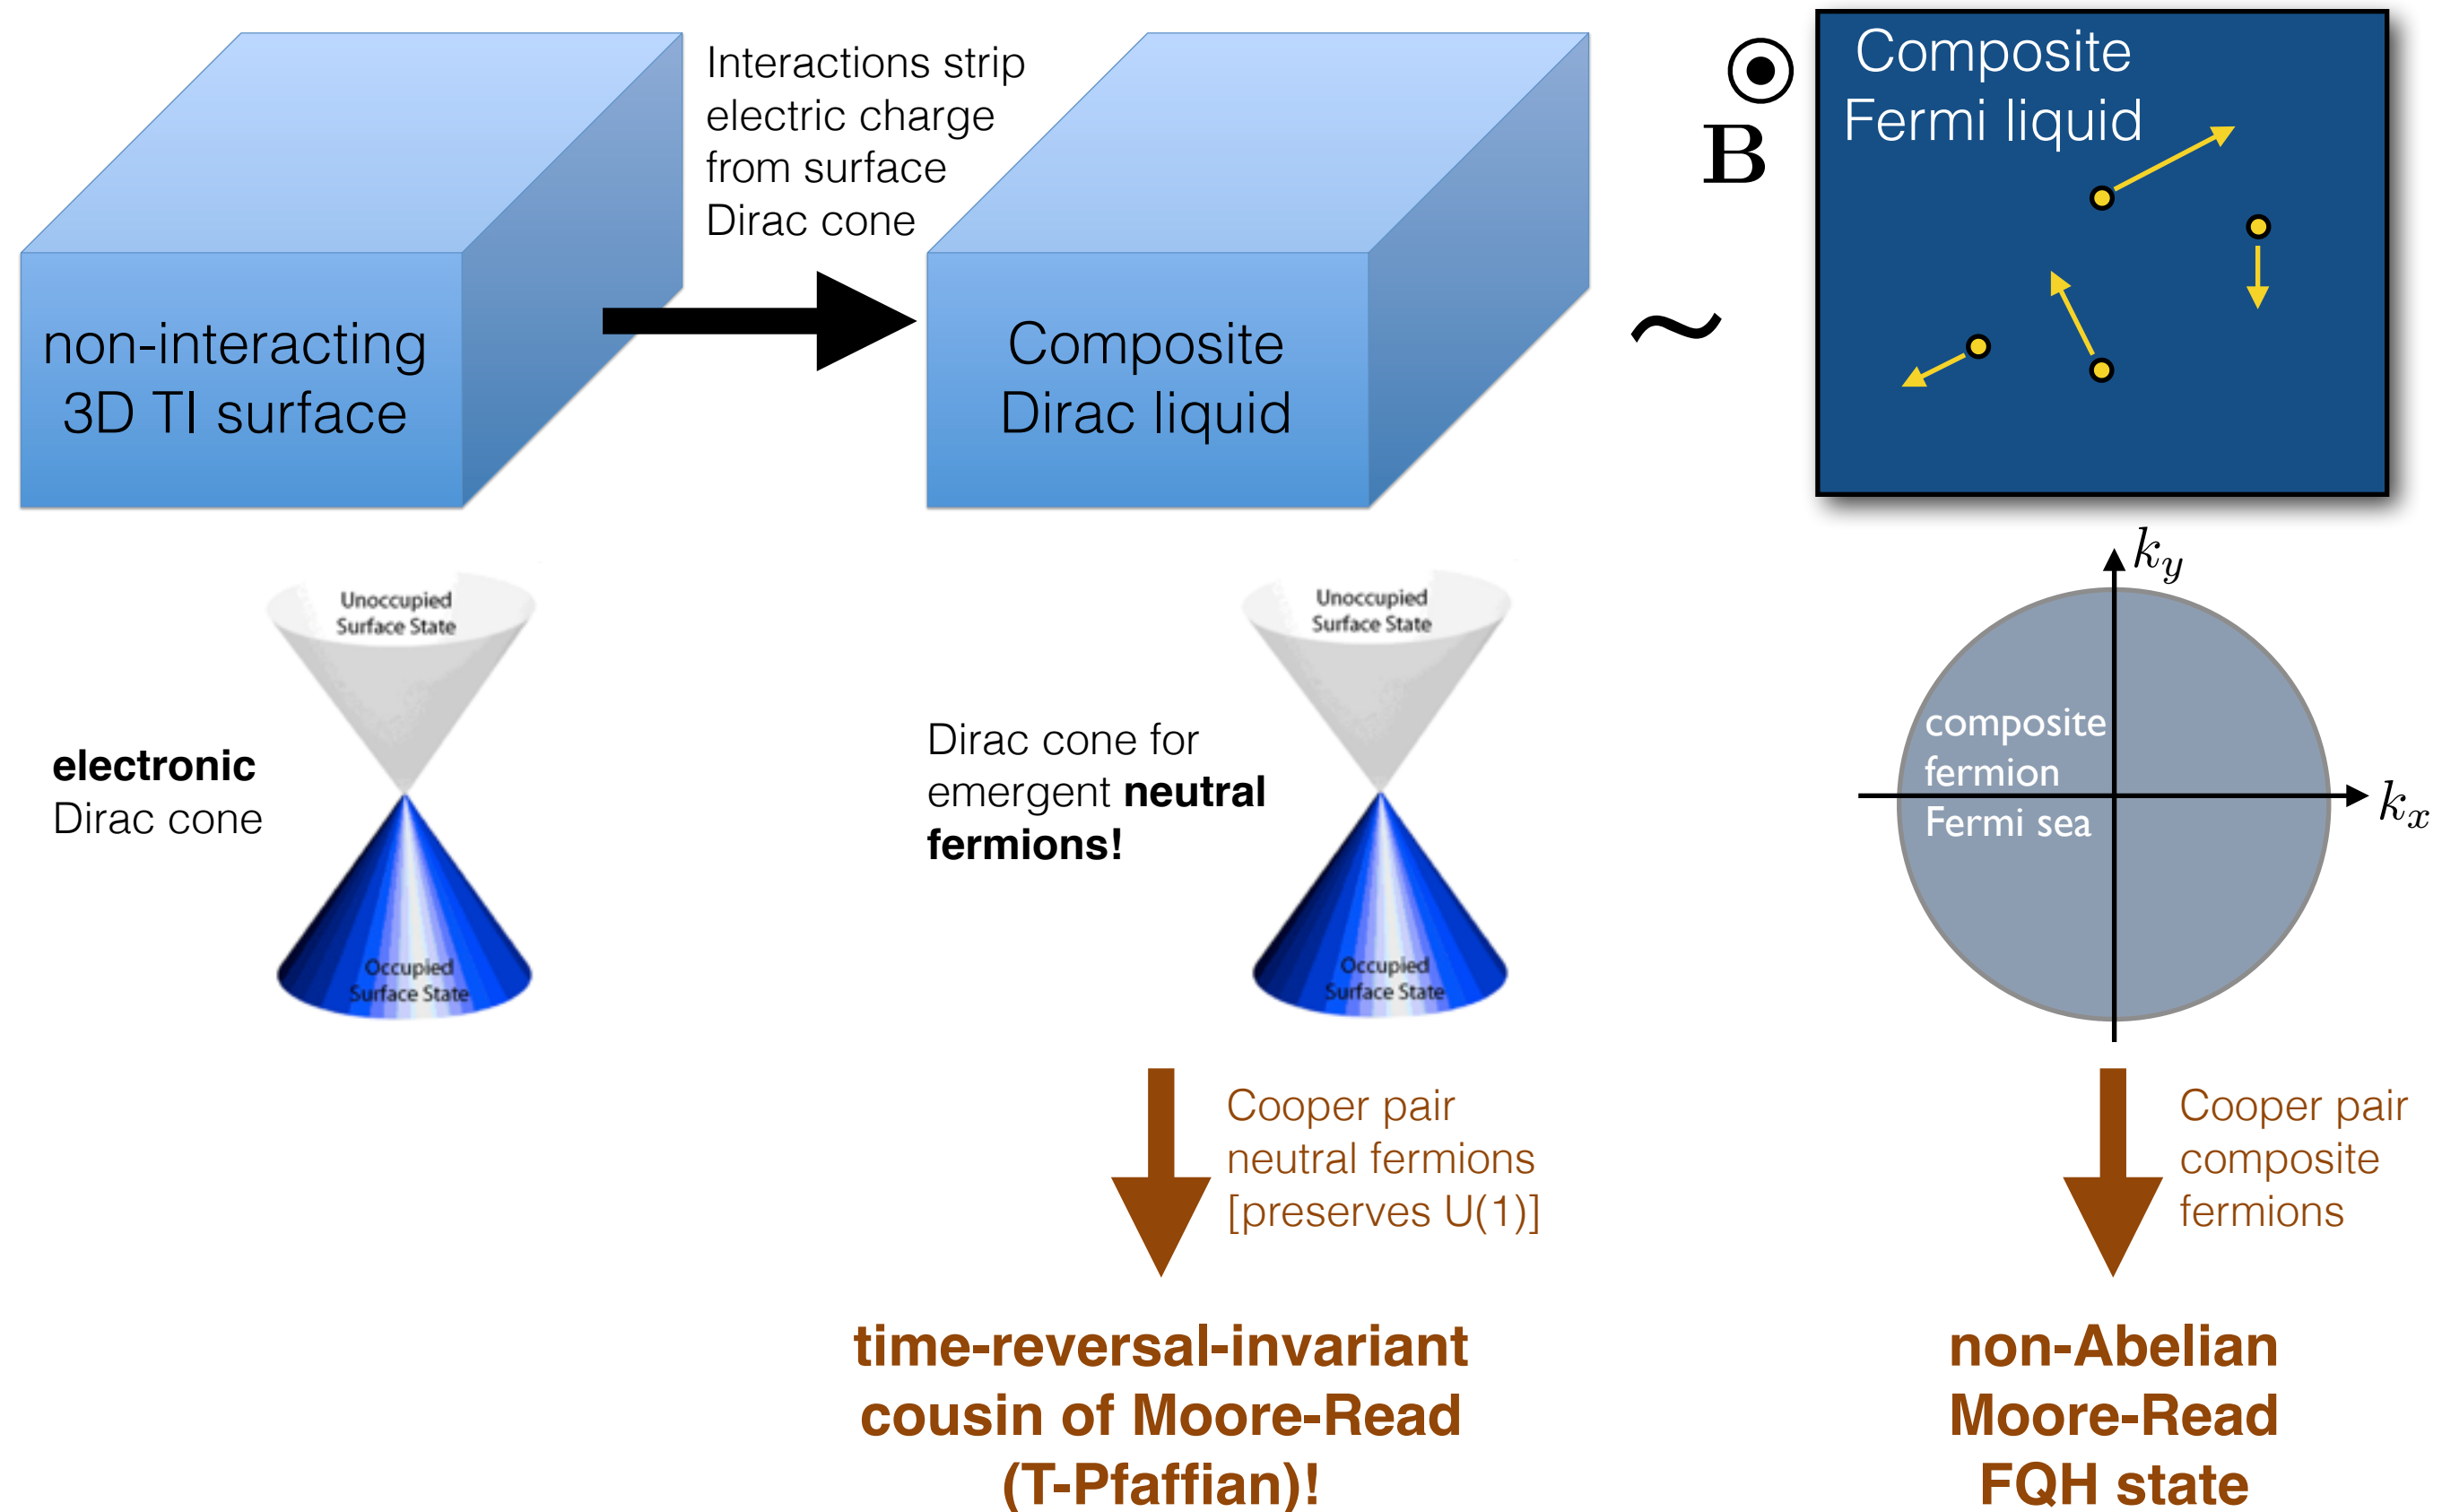 non-interacting
3D TI surface
Interactions strip
electric charge
from surface
Dirac cone
Composite
Dirac liquid
∼
B
Composite
Fermi liquid
electronic
Dirac cone
Unoccupied
Surface State
Occupied
Surface State
Dirac cone for
emergent neutral
fermions!
Unoccupied
Surface State
Occupied
Surface State
k_y
k_x
composite
fermion
Fermi sea
Cooper pair
neutral fermions
[preserves U(1)]
Cooper pair
composite
fermions
time-reversal-invariant
cousin of Moore-Read
(T-Pfaffian)!
non-Abelian
Moore-Read
FQH state